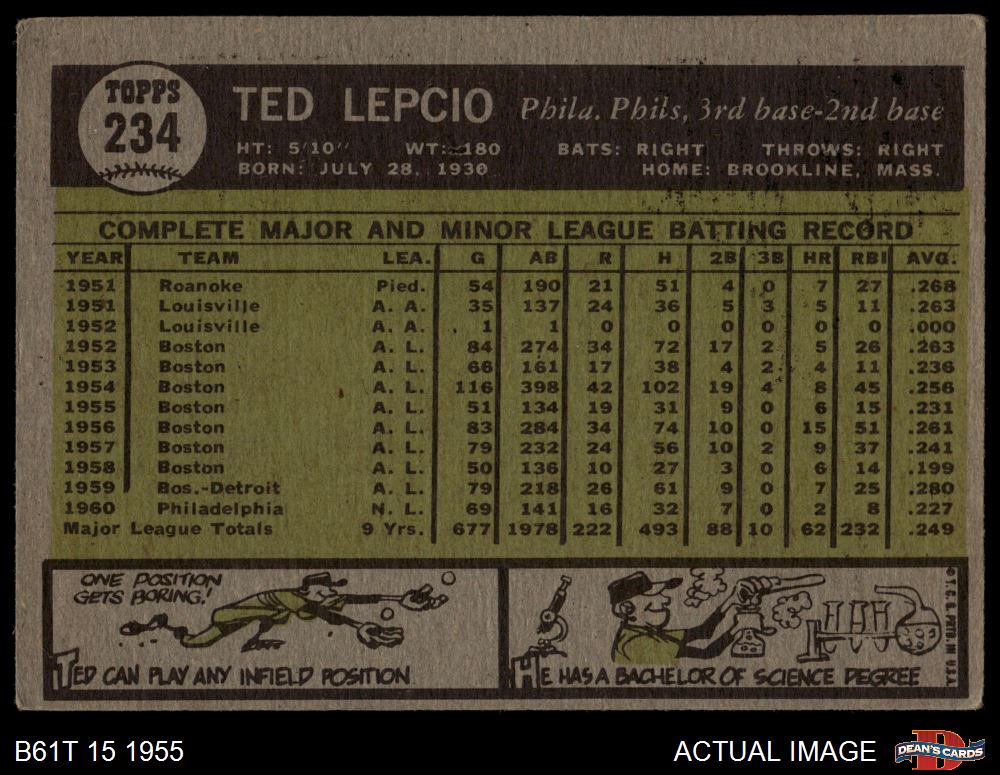 TOPPS
234
TED LEPCIO Phila. Phils, 3rd base-2nd base
HT: 5'10" WT: 180 BATS: RIGHT THROWS: RIGHT
BORN: JULY 28, 1930 HOME: BROOKLINE, MASS.
COMPLETE MAJOR AND MINOR LEAGUE BATTING RECORD
YEAR TEAM LEA. G AB R H 2B 3B HR RBI AVG.
1951 Roanoke Pied. 54 190 21 51 4 0 7 27 .268
1951 Louisville A. A. 35 137 24 36 5 3 5 11 .263
1952 Louisville A. A. 1 1 0 0 0 0 0 0 .000
1952 Boston A. L. 84 274 34 72 17 2 5 26 .263
1953 Boston A. L. 66 161 17 38 4 2 4 11 .236
1954 Boston A. L. 116 398 42 102 19 4 8 45 .256
1955 Boston A. L. 51 134 19 31 9 0 6 15 .231
1956 Boston A. L. 83 284 34 74 10 0 15 51 .261
1957 Boston A. L. 79 232 24 56 10 2 9 37 .241
1958 Boston A. L. 50 136 10 27 3 0 6 14 .199
1959 Bos.-Detroit A. L. 79 218 26 61 9 0 7 25 .280
1960 Philadelphia N. L. 69 141 16 32 7 0 2 8 .227
Major League Totals 9 Yrs. 677 1978 222 493 88 10 62 232 .249
ONE POSITION
GETS BORING!
TED CAN PLAY ANY INFIELD POSITION
HE HAS A BACHELOR OF SCIENCE DEGREE
© T.C.G. PRTD. IN U.S.A.
B61T 15 1955
ACTUAL IMAGE
D
DEAN'S CARDS